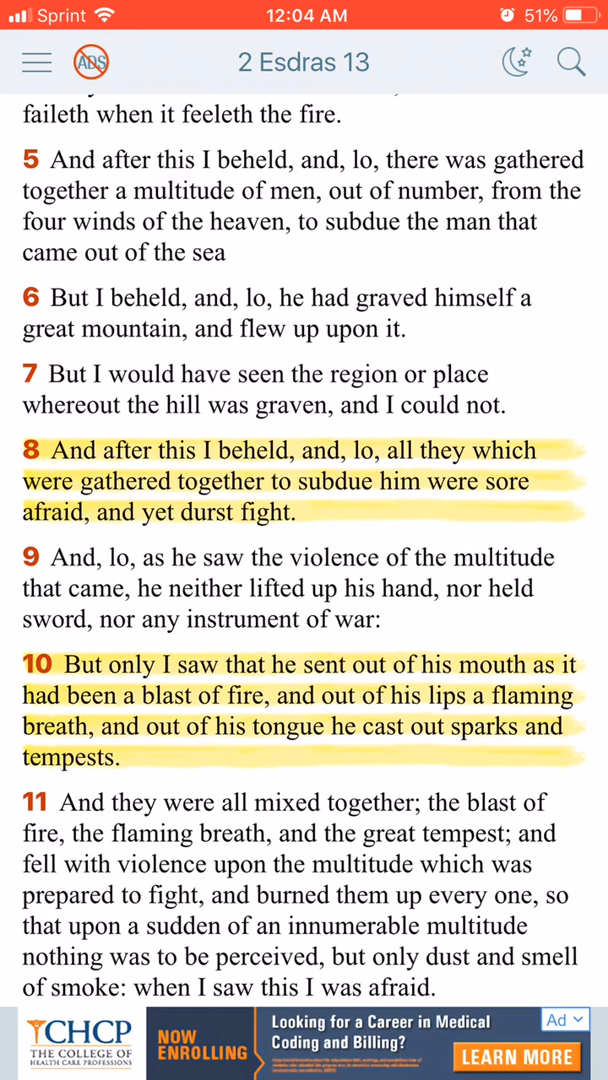 Sprint 12:04 AM 51%
ADS 2 Esdras 13
faileth when it feeleth the fire.
5 And after this I beheld, and, lo, there was gathered
together a multitude of men, out of number, from the
four winds of the heaven, to subdue the man that
came out of the sea
6 But I beheld, and, lo, he had graved himself a
great mountain, and flew up upon it.
7 But I would have seen the region or place
whereout the hill was graven, and I could not.
8 And after this I beheld, and, lo, all they which
were gathered together to subdue him were sore
afraid, and yet durst fight.
9 And, lo, as he saw the violence of the multitude
that came, he neither lifted up his hand, nor held
sword, nor any instrument of war:
10 But only I saw that he sent out of his mouth as it
had been a blast of fire, and out of his lips a flaming
breath, and out of his tongue he cast out sparks and
tempests.
11 And they were all mixed together; the blast of
fire, the flaming breath, and the great tempest; and
fell with violence upon the multitude which was
prepared to fight, and burned them up every one, so
that upon a sudden of an innumerable multitude
nothing was to be perceived, but only dust and smell
of smoke: when I saw this I was afraid.
CHCP
THE COLLEGE OF
HEALTH CARE PROFESSIONS
NOW
ENROLLING
Looking for a Career in Medical
Coding and Billing?
Ad
LEARN MORE